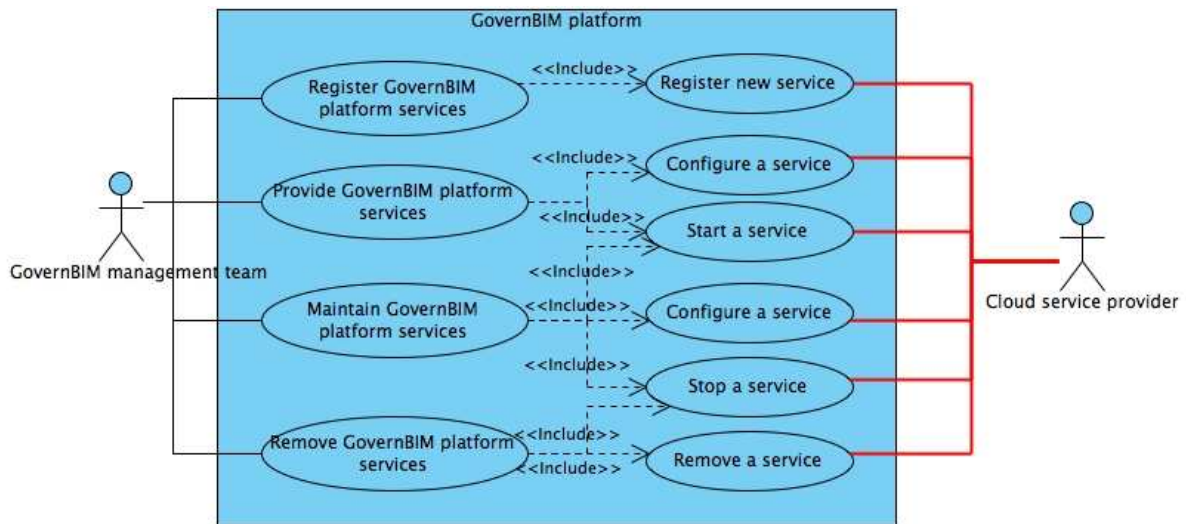 GovernBIM platform
<<Include>>
Register GovernBIM
platform services
Register new service
<<Include>>
Configure a service
Provide GovernBIM platform
services
<<Include>>
Start a service
GovernBIM management team
<<Include>>
Cloud service provider
Maintain GovernBIM
platform services
<<Include>>
Configure a service
<<Include>>
Stop a service
Remove GovernBIM platform
services
<<Include>>
<<Include>>
Remove a service